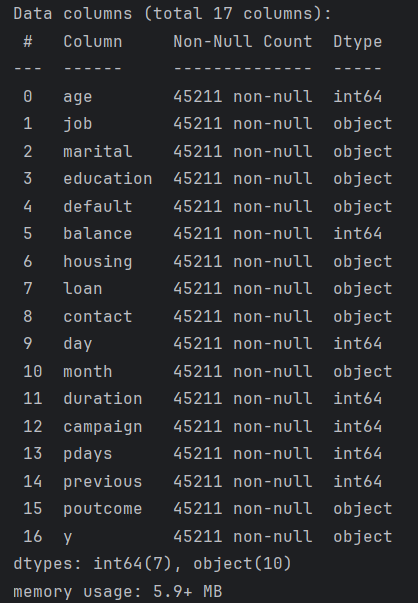 Data columns (total 17 columns):
 #   Column     Non-Null Count  Dtype
---  ------     --------------  -----
 0   age        45211 non-null  int64
 1   job        45211 non-null  object
 2   marital    45211 non-null  object
 3   education  45211 non-null  object
 4   default    45211 non-null  object
 5   balance    45211 non-null  int64
 6   housing    45211 non-null  object
 7   loan       45211 non-null  object
 8   contact    45211 non-null  object
 9   day        45211 non-null  int64
 10  month      45211 non-null  object
 11  duration   45211 non-null  int64
 12  campaign   45211 non-null  int64
 13  pdays      45211 non-null  int64
 14  previous   45211 non-null  int64
 15  poutcome   45211 non-null  object
 16  y          45211 non-null  object
dtypes: int64(7), object(10)
memory usage: 5.9+ MB